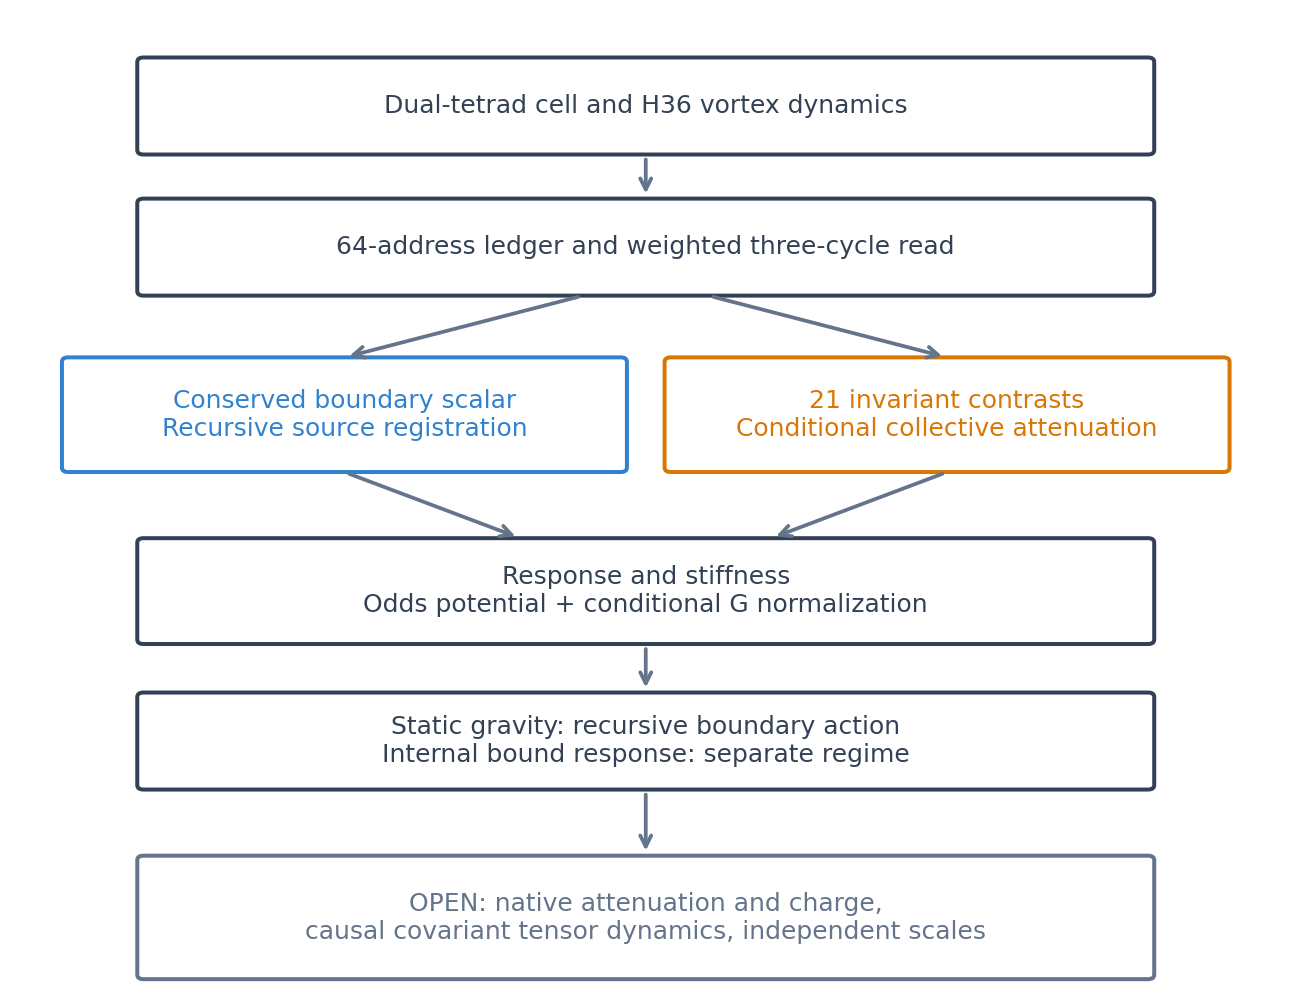 Dual-tetrad cell and H36 vortex dynamics
64-address ledger and weighted three-cycle read
Conserved boundary scalar
Recursive source registration
21 invariant contrasts
Conditional collective attenuation
Response and stiffness
Odds potential + conditional G normalization
Static gravity: recursive boundary action
Internal bound response: separate regime
OPEN: native attenuation and charge,
causal covariant tensor dynamics, independent scales